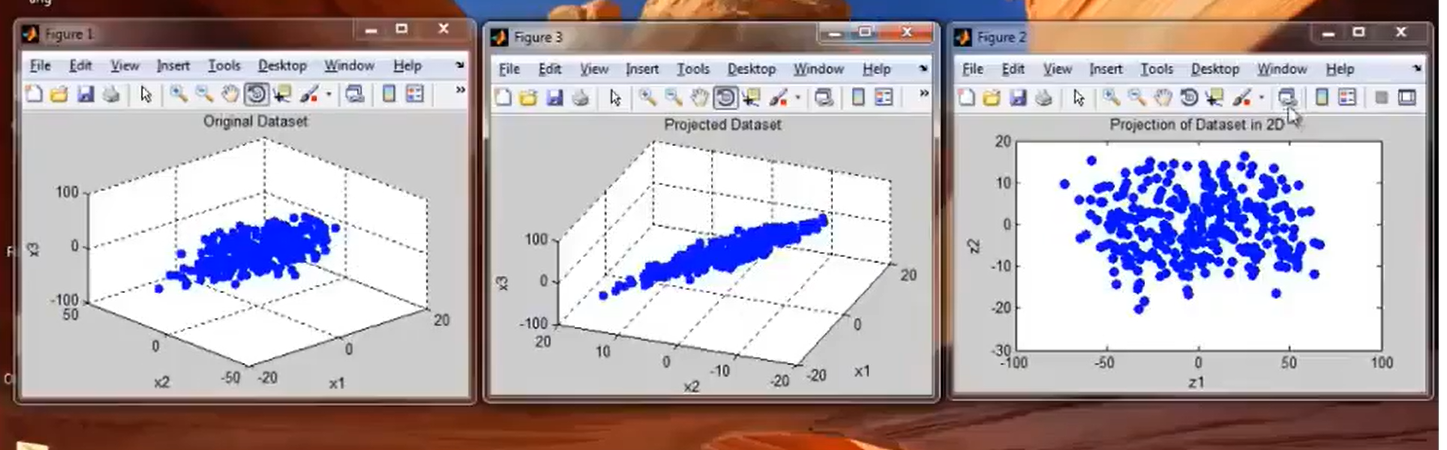 Figure 1
File Edit View Insert Tools Desktop Window Help
Original Dataset
100
0
-100
x3
50
0
-50
x2
-20
0
20
x1
Figure 3
File Edit View Insert Tools Desktop Window Help
Projected Dataset
100
0
-100
x3
20
10
0
-10
-20
x2
-20
0
20
x1
Figure 2
File Edit View Insert Tools Desktop Window Help
Projection of Dataset in 2D
20
10
0
-10
-20
-30
z2
-100
-50
0
50
100
z1